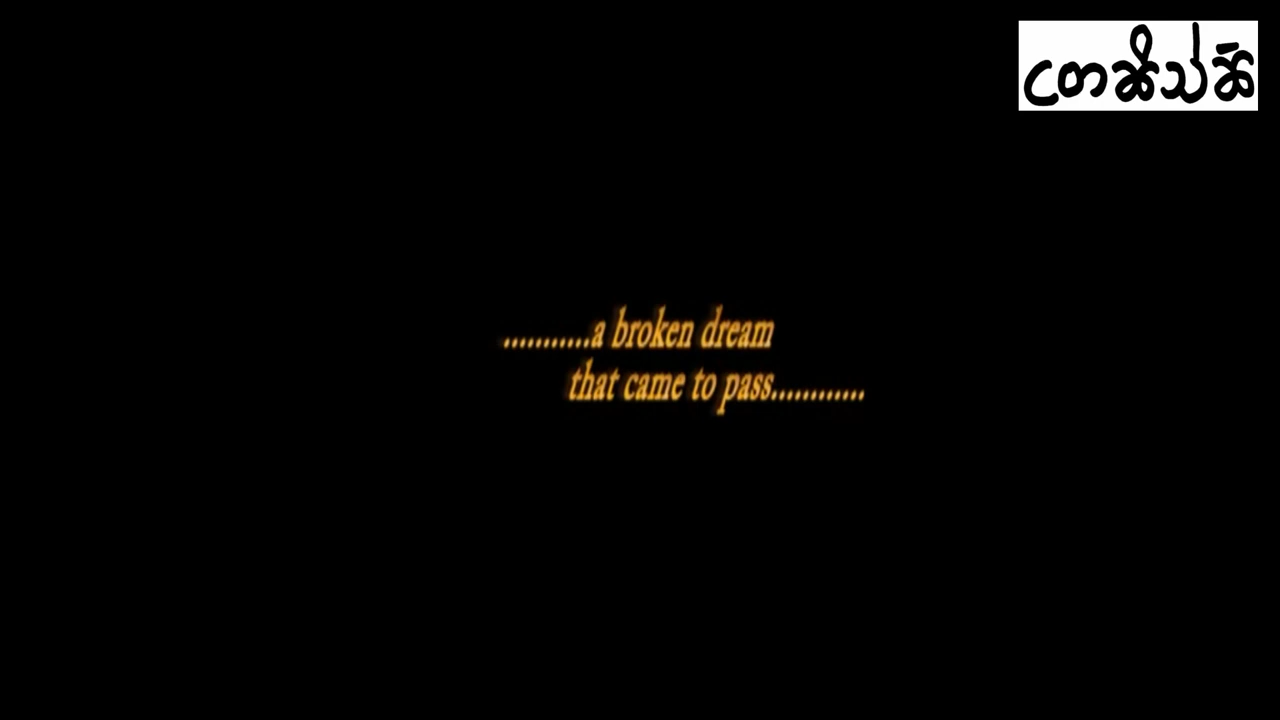 ...........a broken dream
that came to pass............